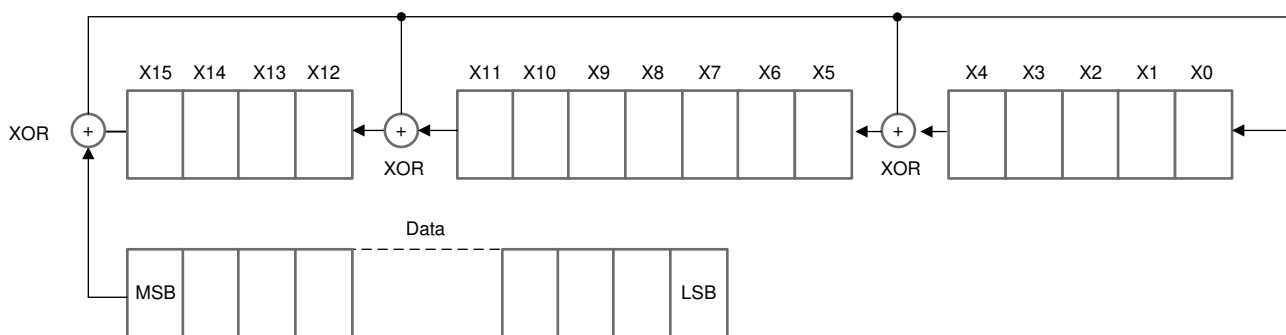 X15 X14 X13 X12 X11 X10 X9 X8 X7 X6 X5 X4 X3 X2 X1 X0
XOR + + +
XOR XOR
Data
MSB LSB